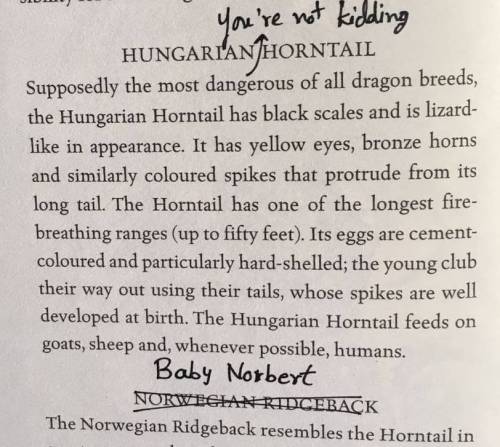 you're not kidding
HUNGARIAN HORNTAIL
Supposedly the most dangerous of all dragon breeds,
the Hungarian Horntail has black scales and is lizard-
like in appearance. It has yellow eyes, bronze horns
and similarly coloured spikes that protrude from its
long tail. The Horntail has one of the longest fire-
breathing ranges (up to fifty feet). Its eggs are cement-
coloured and particularly hard-shelled; the young club
their way out using their tails, whose spikes are well
developed at birth. The Hungarian Horntail feeds on
goats, sheep and, whenever possible, humans.
Baby Norbert
NORWEGIAN RIDGEBACK
The Norwegian Ridgeback resembles the Horntail in